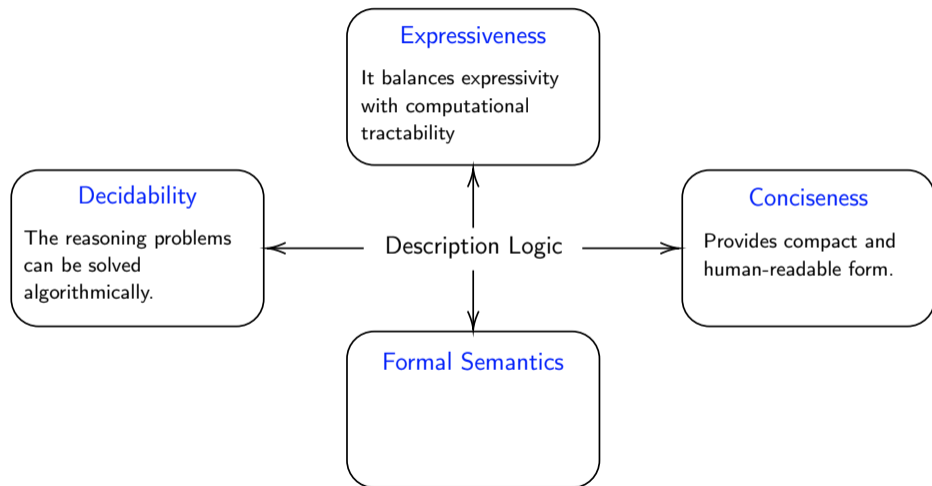 Expressiveness
It balances expressivity
with computational
tractability
Decidability
The reasoning problems
can be solved
algorithmically.
Description Logic
Conciseness
Provides compact and
human-readable form.
Formal Semantics